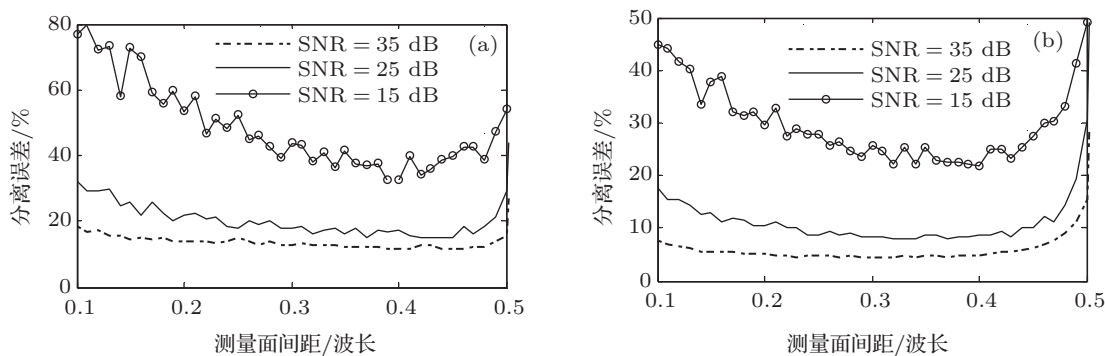 80
60
40
20
0
分离误差/%
SNR = 35 dB
SNR = 25 dB
SNR = 15 dB
(a)
0.1 0.2 0.3 0.4 0.5
测量面间距/波长
50
40
30
20
10
0
分离误差/%
SNR = 35 dB
SNR = 25 dB
SNR = 15 dB
(b)
0.1 0.2 0.3 0.4 0.5
测量面间距/波长